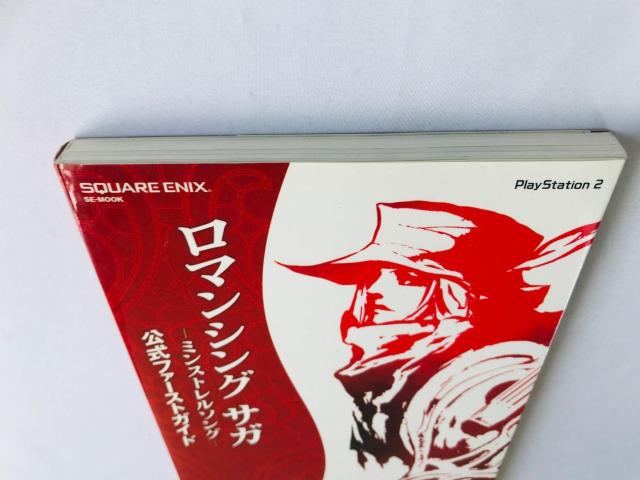 SQUARE ENIX
SE-MOOK
PlayStation 2
ロマンシング サガ
-ミンストレルソング-
公式ファーストガイド